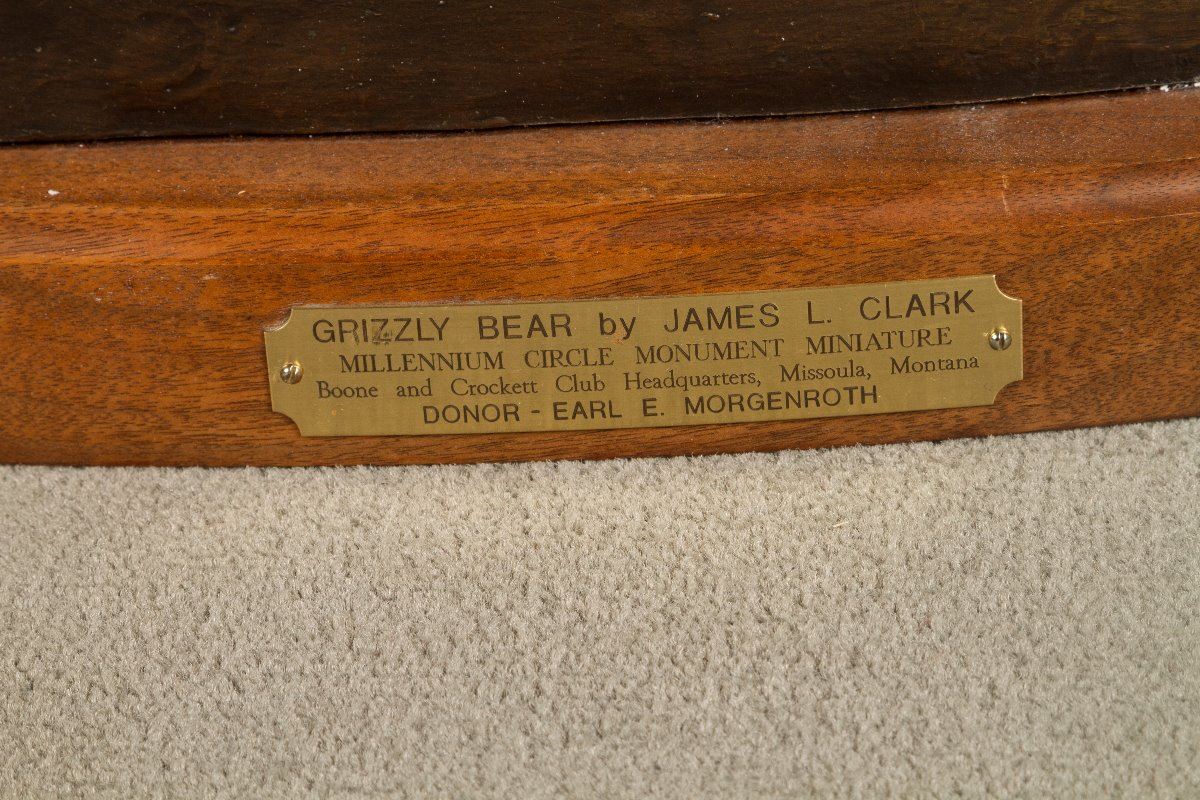 GRIZZLY BEAR by JAMES L. CLARK
MILLENNIUM CIRCLE MONUMENT MINIATURE
Boone and Crockett Club Headquarters, Missoula, Montana
DONOR - EARL E. MORGENROTH